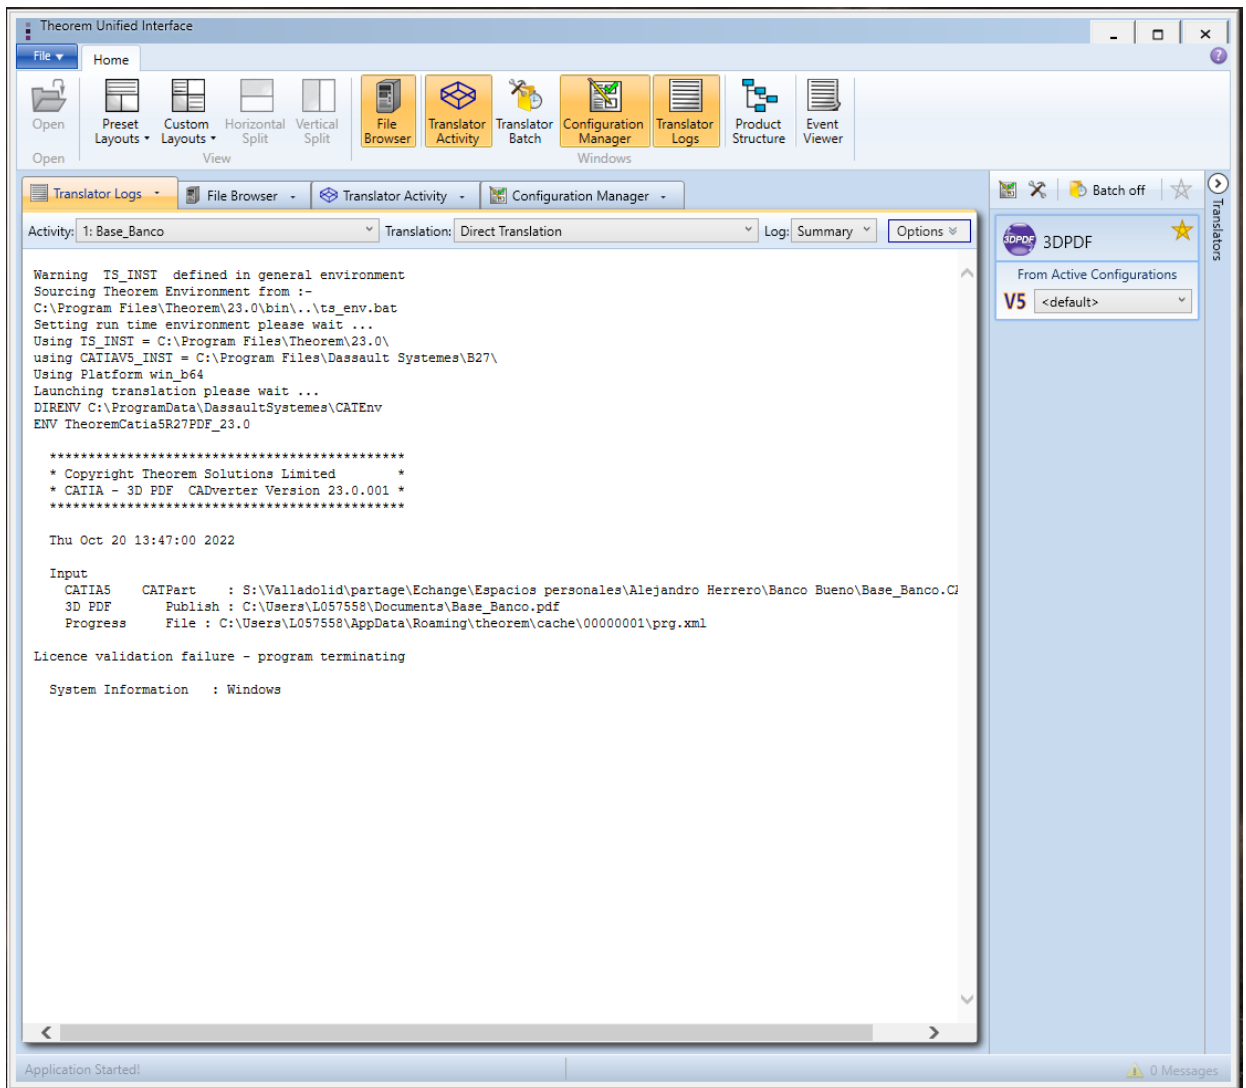 Theorem Unified Interface
File
Home
Open
Preset Layouts
Custom Layouts
Horizontal Split
Vertical Split
File Browser
Translator Activity
Translator Batch
Configuration Manager
Translator Logs
Product Structure
Event Viewer
Open
View
Windows
Translator Logs
File Browser
Translator Activity
Configuration Manager
Batch off
Translators
Activity: 1: Base_Banco Translation: Direct Translation Log: Summary Options
3DPDF 3DPDF
From Active Configurations
V5 <default>
Warning  TS_INST  defined in general environment
Sourcing Theorem Environment from :-
C:\Program Files\Theorem\23.0\bin\..\ts_env.bat
Setting run time environment please wait ...
Using TS_INST = C:\Program Files\Theorem\23.0\
using CATIAV5_INST = C:\Program Files\Dassault Systemes\B27\
Using Platform win_b64
Launching translation please wait ...
DIRENV C:\ProgramData\DassaultSystemes\CATEnv
ENV TheoremCatia5R27PDF_23.0
**********************************************
* Copyright Theorem Solutions Limited        *
* CATIA - 3D PDF  CADverter Version 23.0.001 *
**********************************************
Thu Oct 20 13:47:00 2022
Input
CATIA5    CATPart    : S:\Valladolid\partage\Echange\Espacios personales\Alejandro Herrero\Banco Bueno\Base_Banco.CA
3D PDF       Publish : C:\Users\L057558\Documents\Base_Banco.pdf
Progress     File : C:\Users\L057558\AppData\Roaming\theorem\cache\00000001\prg.xml
Licence validation failure - program terminating
System Information   : Windows
Application Started!
0 Messages